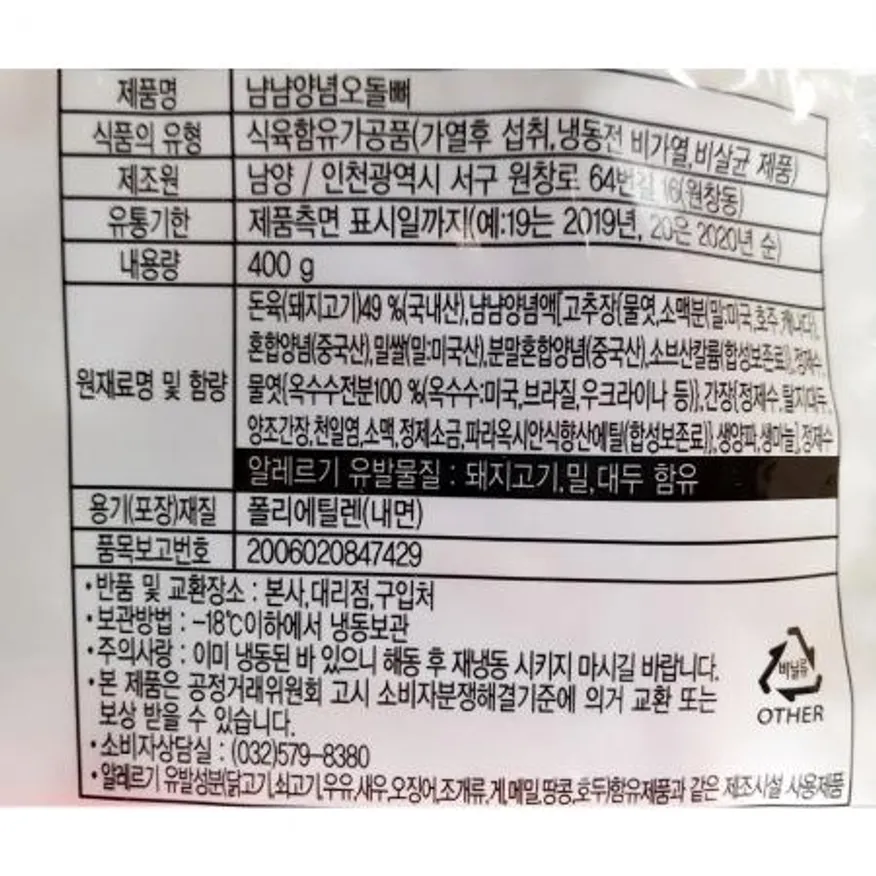 제품명 냠냠양념오돌뼈
식품의 유형 식육함유가공품(가열후 섭취,냉동전 비가열,비살균 제품)
제조원 남양 / 인천광역시 서구 원창로 64번길 16(원창동)
유통기한 제품측면 표시일까지(예:19는 2019년, 20은 2020년 순)
내용량 400 g
원재료명 및 함량 돈육(돼지고기)49 %(국내산),냠냠양념액[고추장{물엿,소맥분(밀:미국,호주,캐나다),
혼합양념(중국산),밀쌀(밀:미국산),분말혼합양념(중국산),소브산칼륨(합성보존료)},정제수,
물엿{옥수수전분100 %(옥수수:미국,브라질,우크라이나 등)},간장{정제수,탈지대두,
양조간장,천일염,소맥,정제소금,파라옥시안식향산에틸(합성보존료)},생양파,생마늘],정제수
알레르기 유발물질 : 돼지고기,밀,대두 함유
용기(포장)재질 폴리에틸렌(내면)
품목보고번호 2006020847429
•반품 및 교환장소 : 본사,대리점,구입처
•보관방법 : -18℃이하에서 냉동보관
•주의사항 : 이미 냉동된 바 있으니 해동 후 재냉동 시키지 마시길 바랍니다.
•본 제품은 공정거래위원회 고시 소비자분쟁해결기준에 의거 교환 또는
보상 받을 수 있습니다.
•소비자상담실 : (032)579-8380
•알레르기 유발성분(닭고기,쇠고기,우유,새우,오징어,조개류,게,메밀,땅콩,호두)함유제품과 같은 제조시설 사용제품
비닐류
OTHER